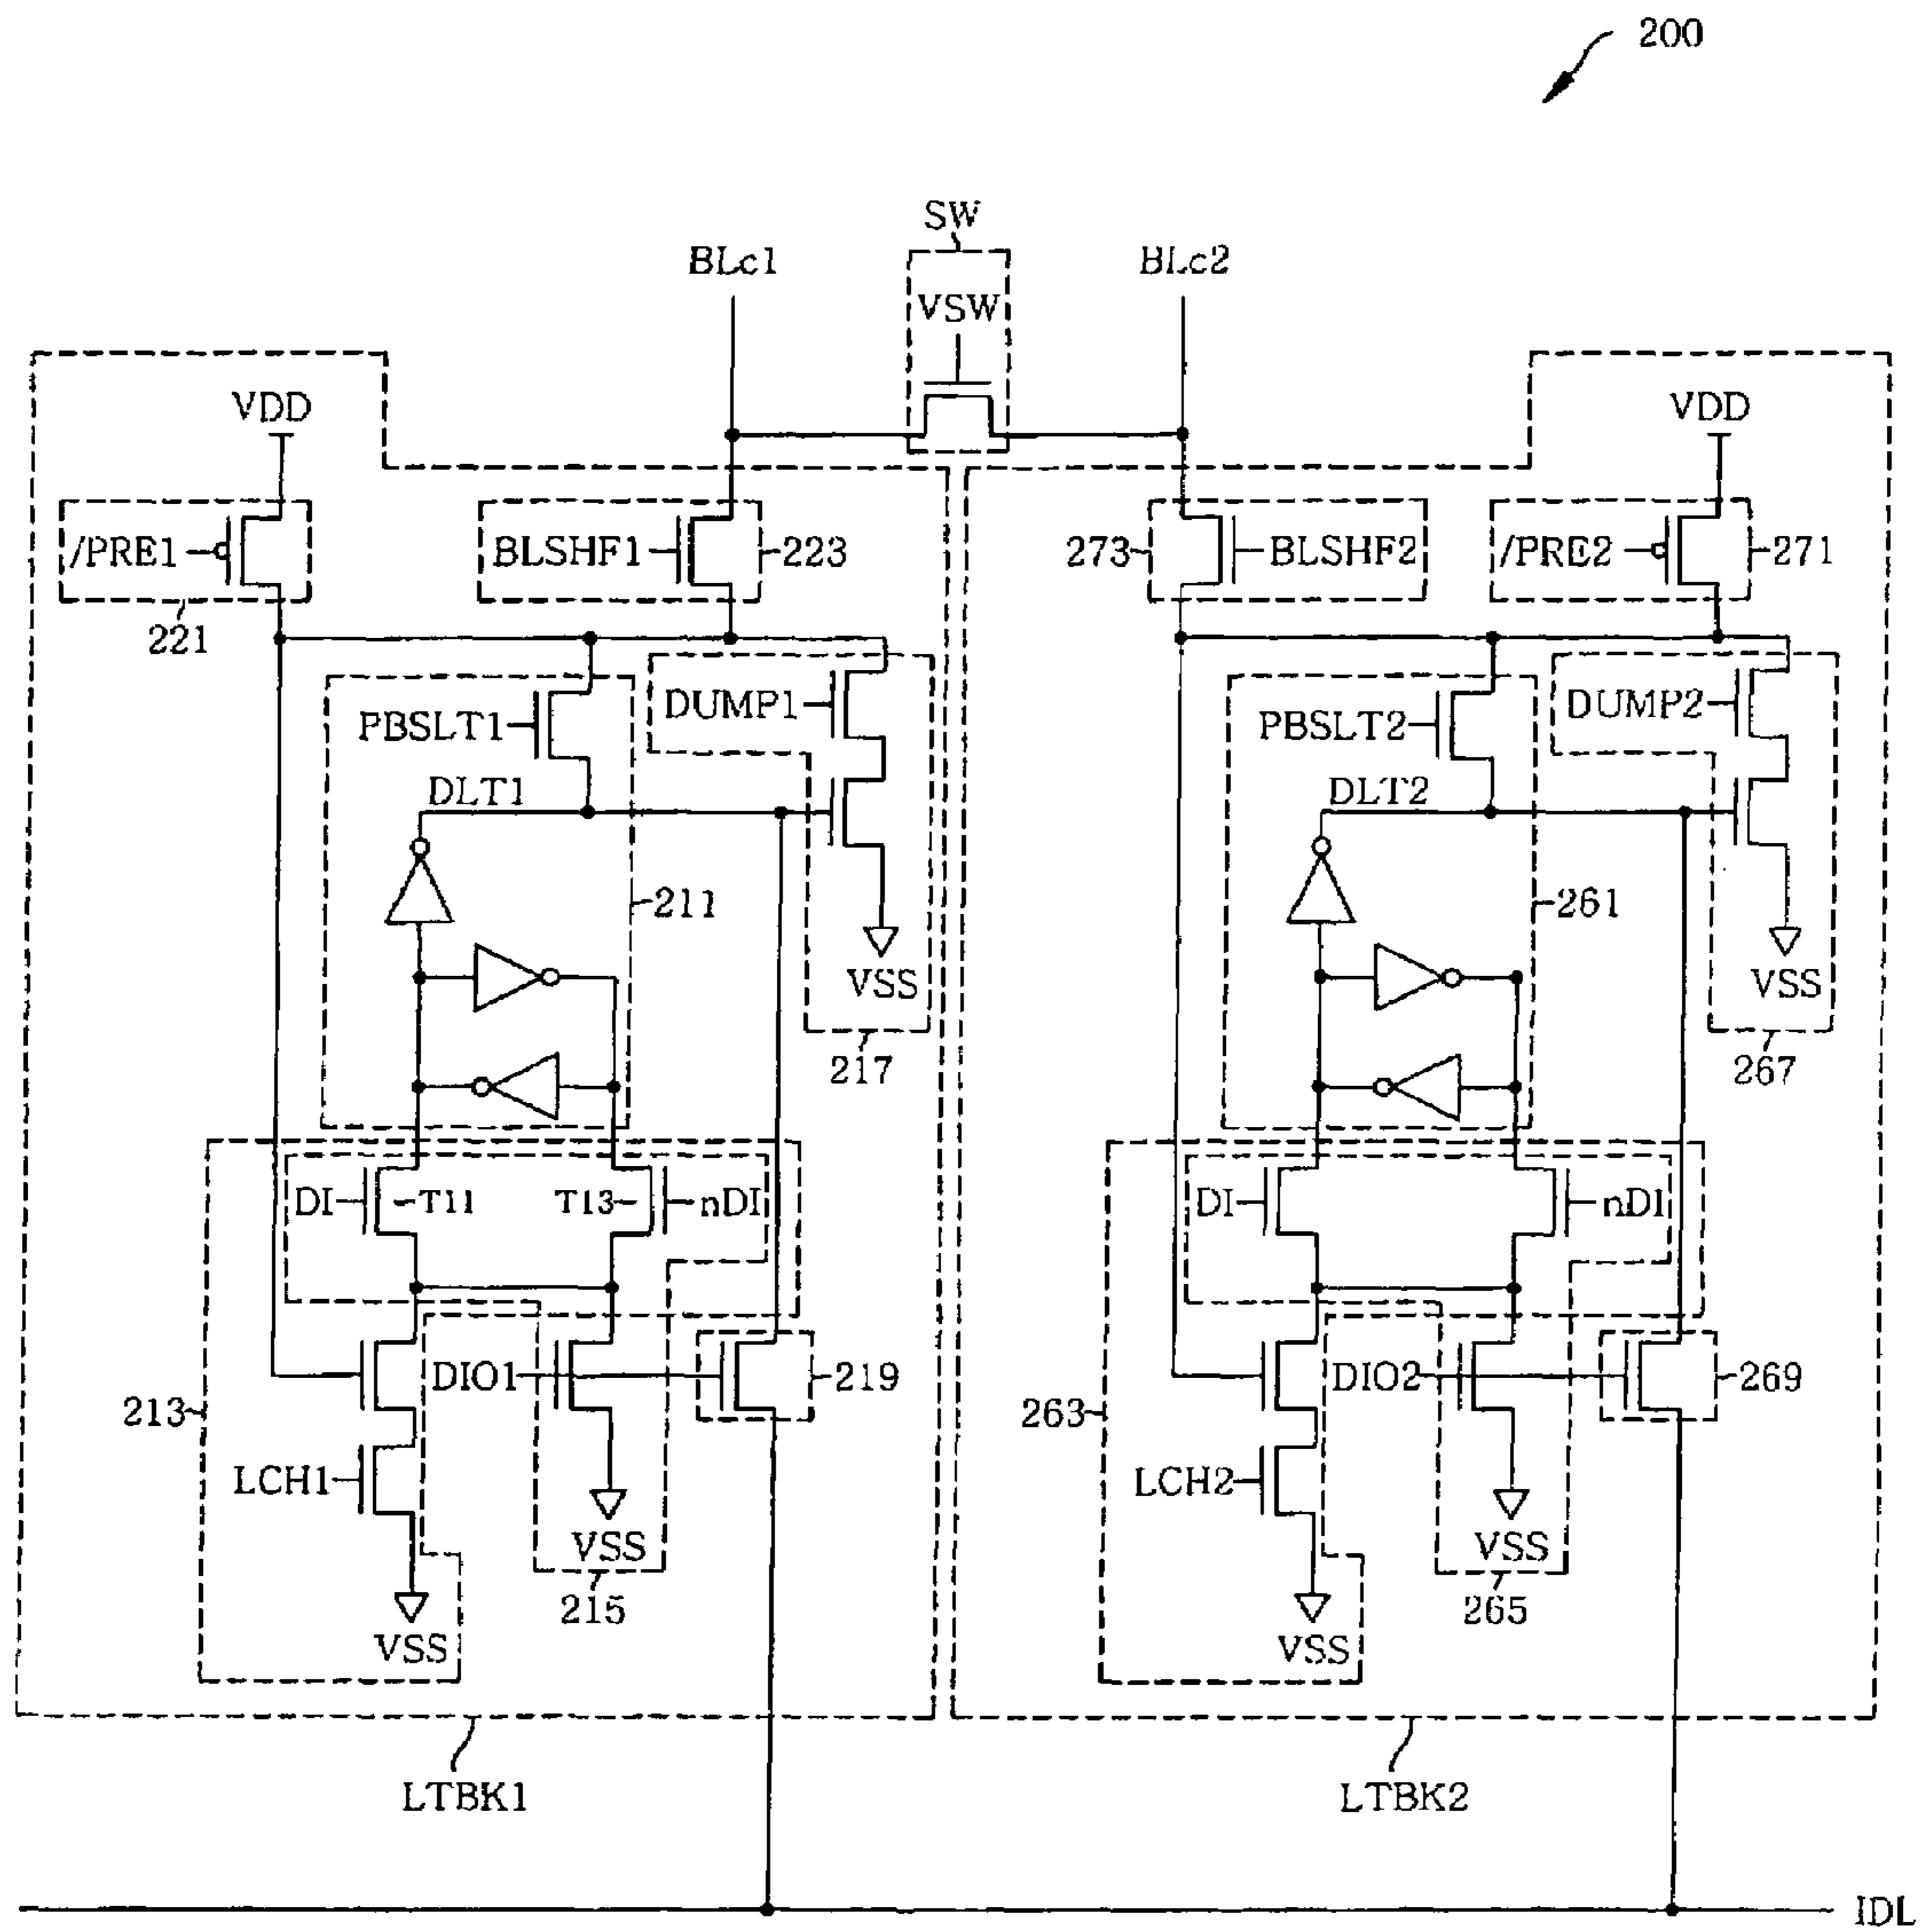 200
SW
BLc1
BLc2
VSW
VDD
VDD
/PRE1
BLSHF1
223
273
BLSHF2
/PRE2
271
221
PBSLT1
DUMP1
PBSLT2
DUMP2
DLT1
DLT2
211
261
VSS
VSS
217
267
DI
T11
T13
nDI
DI
nDI
213
DIO1
219
263
DIO2
269
LCH1
LCH2
VSS
VSS
215
265
VSS
VSS
LTBK1
LTBK2
IDL